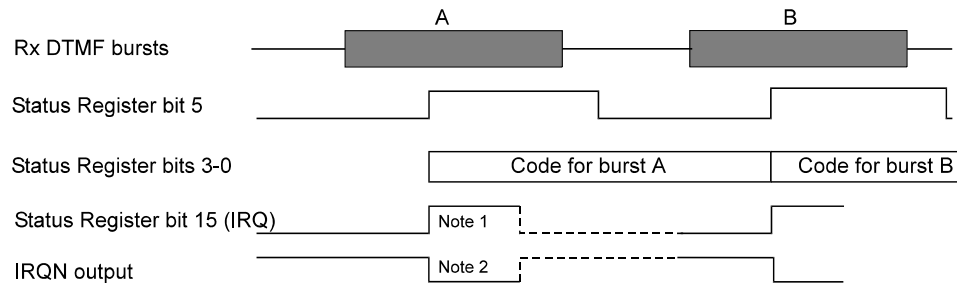 A B
Rx DTMF bursts
Status Register bit 5
Status Register bits 3-0 Code for burst A Code for burst B
Status Register bit 15 (IRQ) Note 1
IRQN output Note 2